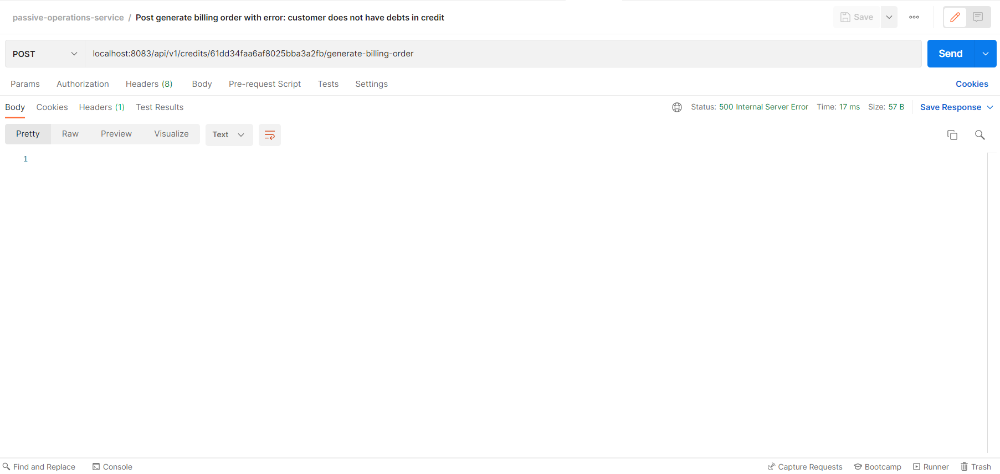 passive-operations-service / Post generate billing order with error: customer does not have debts in credit
Save
POST localhost:8083/api/v1/credits/61dd34faa6af8025bba3a2fb/generate-billing-order Send
Params Authorization Headers (8) Body Pre-request Script Tests Settings Cookies
Body Cookies Headers (1) Test Results Status: 500 Internal Server Error Time: 17 ms Size: 57 B Save Response
Pretty Raw Preview Visualize Text
1
Find and Replace Console Capture Requests Bootcamp Runner Trash